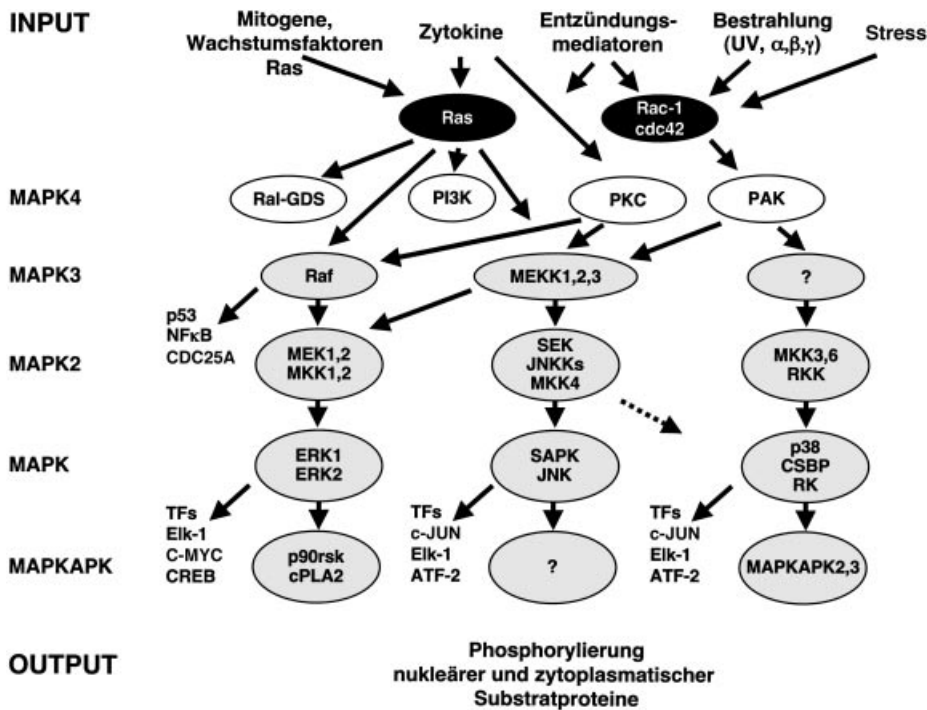 INPUT
Mitogene,
Wachstumsfaktoren
Ras
Zytokine
Entzündungs-
mediatoren
Bestrahlung
(UV, α,β,γ)
Stress
Ras
Rac-1
cdc42
MAPK4
Ral-GDS
PI3K
PKC
PAK
MAPK3
Raf
MEKK1,2,3
?
p53
NFκB
CDC25A
MAPK2
MEK1,2
MKK1,2
SEK
JNKKs
MKK4
MKK3,6
RKK
MAPK
ERK1
ERK2
SAPK
JNK
p38
CSBP
RK
TFs
Elk-1
C-MYC
CREB
TFs
c-JUN
Elk-1
ATF-2
TFs
c-JUN
Elk-1
ATF-2
MAPKAPK
p90rsk
cPLA2
?
MAPKAPK2,3
OUTPUT
Phosphorylierung
nukleärer und zytoplasmatischer
Substratproteine